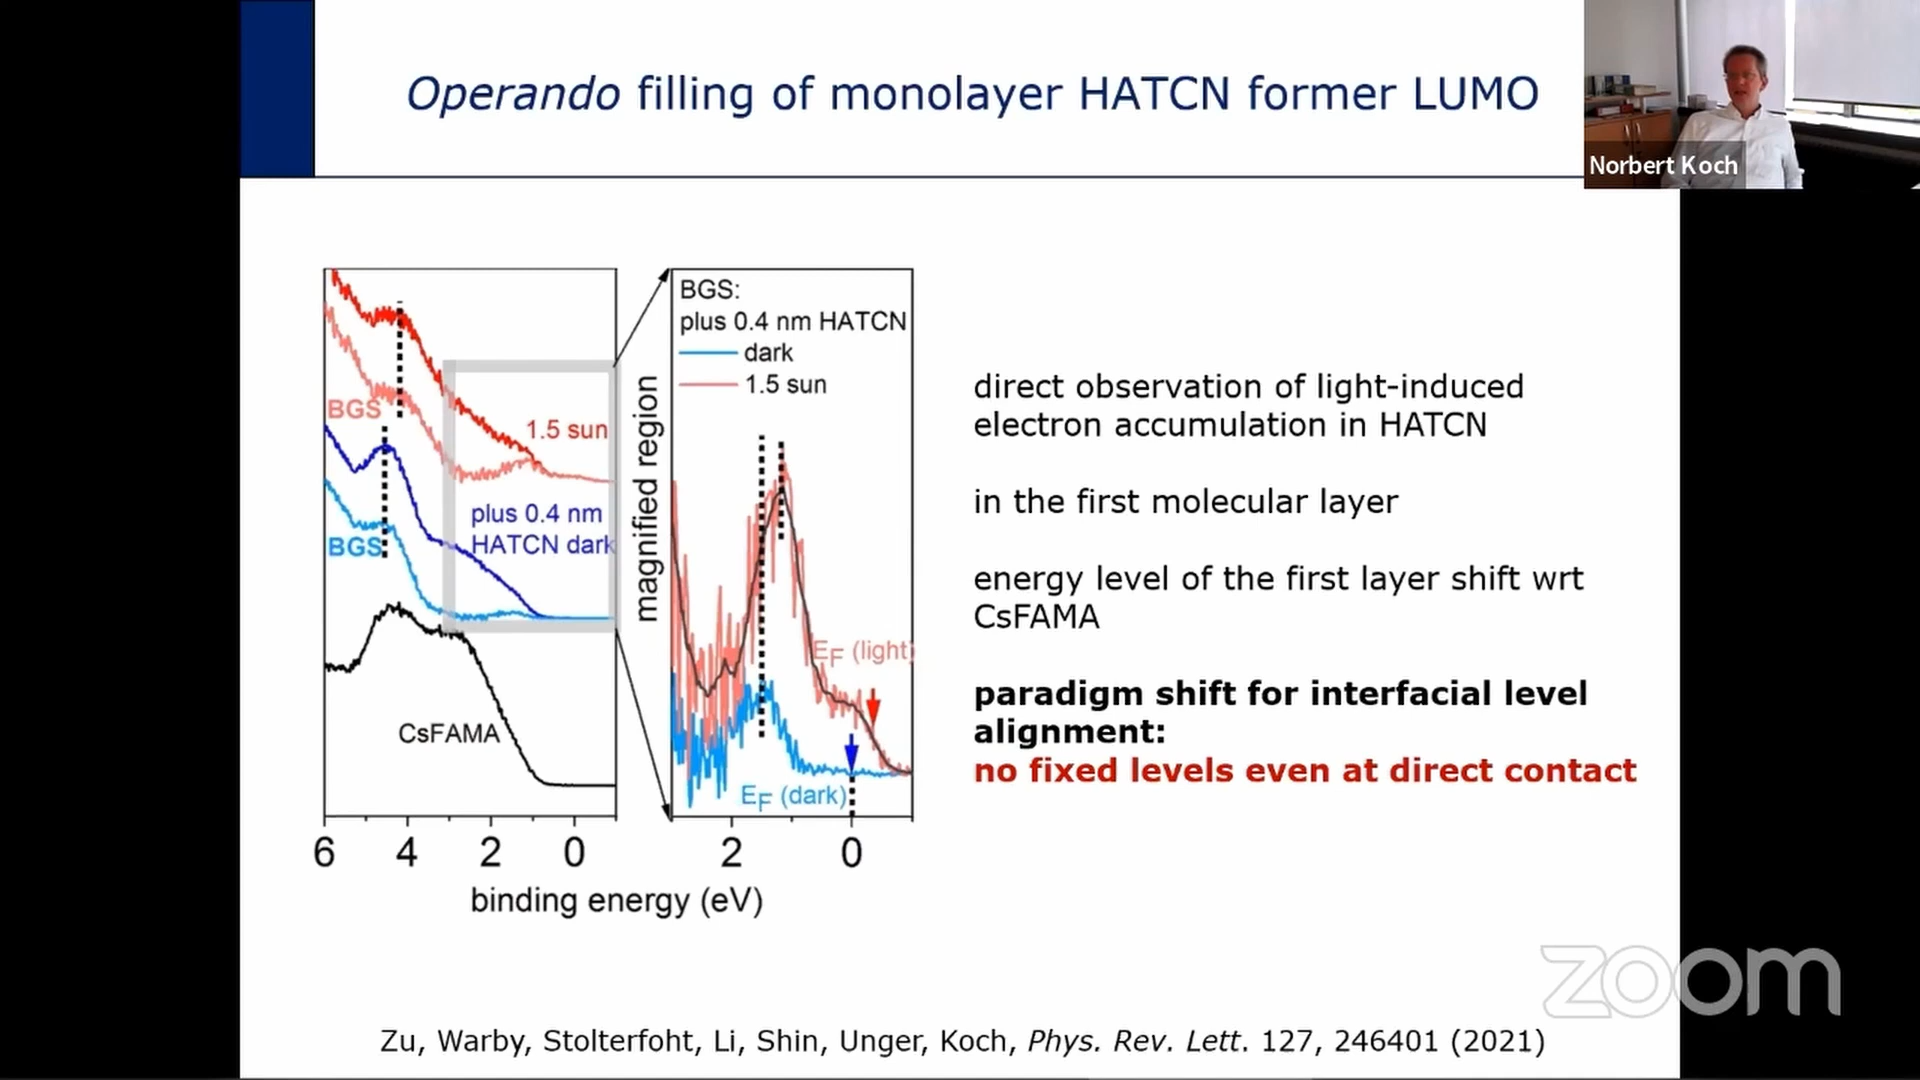 Operando filling of monolayer HATCN former LUMO
Norbert Koch
BGS
1.5 sun
plus 0.4 nm
HATCN dark
BGS
CsFAMA
6 4 2 0
magnified region
BGS:
plus 0.4 nm HATCN
dark
1.5 sun
EF (light)
EF (dark)
2 0
binding energy (eV)
direct observation of light-induced
electron accumulation in HATCN
in the first molecular layer
energy level of the first layer shift wrt
CsFAMA
paradigm shift for interfacial level
alignment:
no fixed levels even at direct contact
zoom
Zu, Warby, Stolterfoht, Li, Shin, Unger, Koch, Phys. Rev. Lett. 127, 246401 (2021)